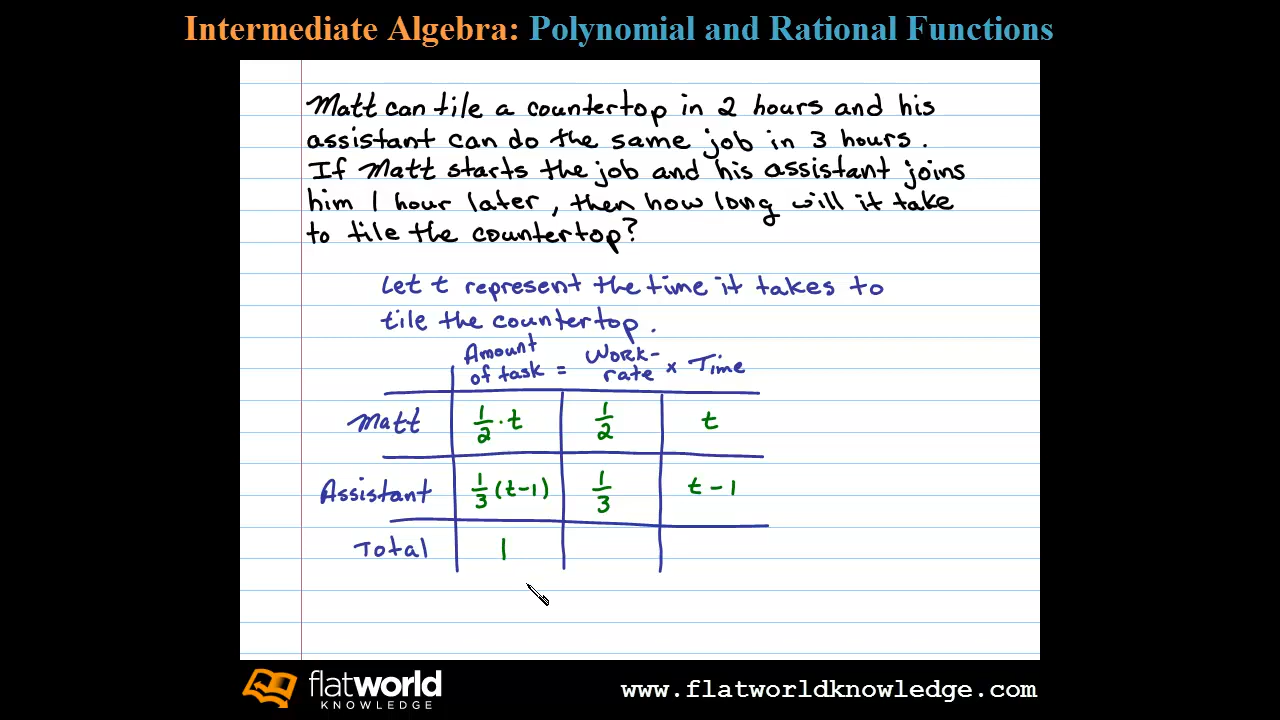 Intermediate Algebra: Polynomial and Rational Functions
Matt can tile a countertop in 2 hours and his
assistant can do the same job in 3 hours.
If Matt starts the job and his assistant joins
him 1 hour later, then how long will it take
to tile the countertop?
Let t represent the time it takes to
tile the countertop.
Amount of task = Work-rate × Time
Matt 1/2 · t 1/2 t
Assistant 1/3 (t-1) 1/3 t - 1
Total 1
flatworld
KNOWLEDGE
www.flatworldknowledge.com